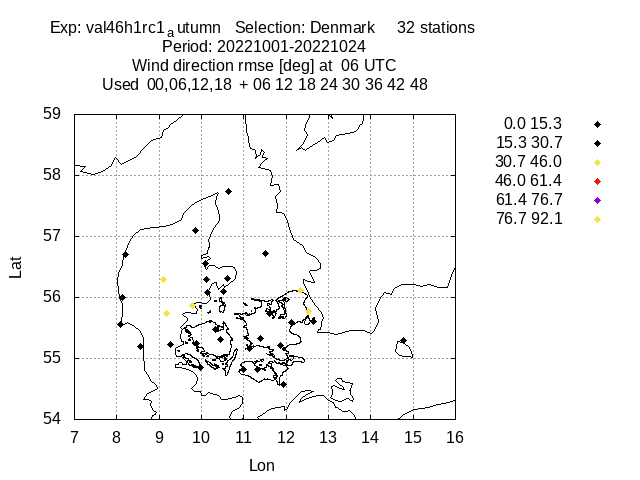 Exp: val46h1rc1ₐutumn   Selection: Denmark     32 stations
Period: 20221001-20221024
Wind direction rmse [deg] at  06 UTC
Used  00,06,12,18  + 06 12 18 24 30 36 42 48
0.0 15.3
15.3 30.7
30.7 46.0
46.0 61.4
61.4 76.7
76.7 92.1
59
58
57
56
55
54
Lat
7 8 9 10 11 12 13 14 15 16
Lon